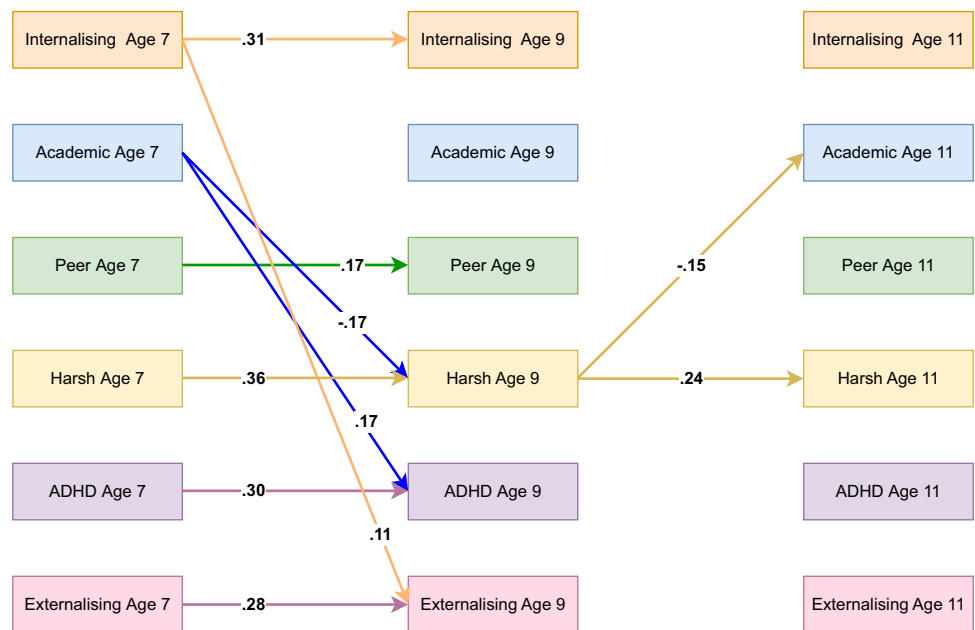 Internalising Age 7
.31
Internalising Age 9
Internalising Age 11
Academic Age 7
Academic Age 9
Academic Age 11
Peer Age 7
.17
Peer Age 9
-.15
Peer Age 11
-.17
Harsh Age 7
.36
Harsh Age 9
.24
Harsh Age 11
.17
ADHD Age 7
.30
ADHD Age 9
ADHD Age 11
.11
Externalising Age 7
.28
Externalising Age 9
Externalising Age 11